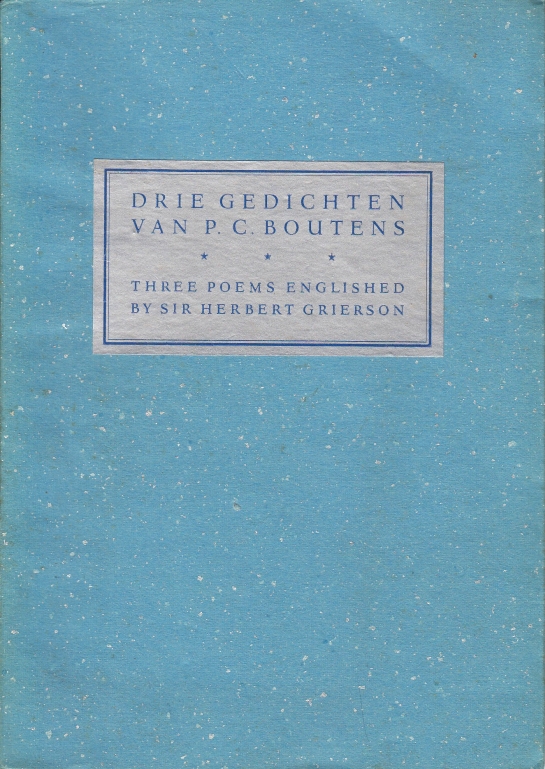 DRIE GEDICHTEN
VAN P. C. BOUTENS
★ ★ ★
THREE POEMS ENGLISHED
BY SIR HERBERT GRIERSON